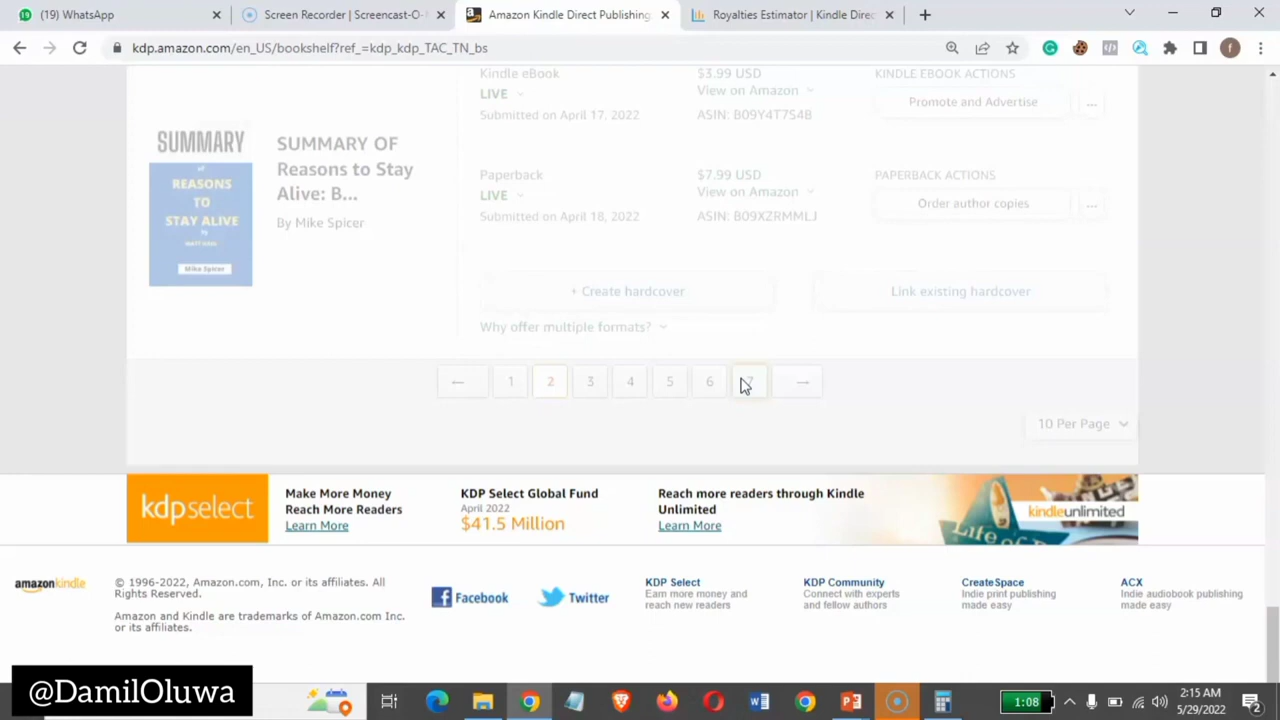 (19) WhatsApp
Screen Recorder | Screencast-O-M
Amazon Kindle Direct Publishing
Royalties Estimator | Kindle Direc
kdp.amazon.com/en_US/bookshelf?ref_=kdp_kdp_TAC_TN_bs
f
Kindle eBook
$3.99 USD
KINDLE EBOOK ACTIONS
LIVE
View on Amazon
Promote and Advertise
...
Submitted on April 17, 2022
ASIN: B09Y4T7S4B
SUMMARY
of
REASONS
TO
STAY ALIVE
by
Mike Spicer
SUMMARY OF
Reasons to Stay
Alive: B...
By Mike Spicer
Paperback
$7.99 USD
PAPERBACK ACTIONS
LIVE
View on Amazon
Order author copies
...
Submitted on April 18, 2022
ASIN: B09XZRMMLJ
+ Create hardcover
Link existing hardcover
Why offer multiple formats?
← 1 2 3 4 5 6 7 →
10 Per Page
kdpselect
Make More Money
Reach More Readers
Learn More
KDP Select Global Fund
April 2022
$41.5 Million
Reach more readers through Kindle
Unlimited
Learn More
Life of
kindleunlimited
amazonkindle
© 1996-2022, Amazon.com, Inc. or its affiliates. All
Rights Reserved.
Amazon and Kindle are trademarks of Amazon.com Inc.
or its affiliates.
Facebook
Twitter
KDP Select
Earn more money and
reach new readers
KDP Community
Connect with experts
and fellow authors
CreateSpace
Indie print publishing
made easy
ACX
Indie audiobook publishing
made easy
@DamilOluwa
1:08
2:15 AM
5/29/2022
2